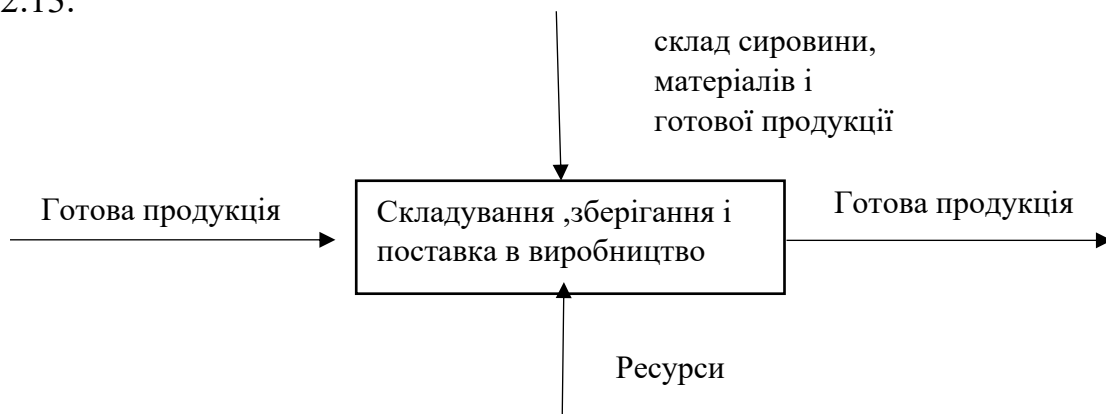 2.13.
склад сировини,
матеріалів і
готової продукції
Готова продукція
Складування ,зберігання і
поставка в виробництво
Готова продукція
Ресурси